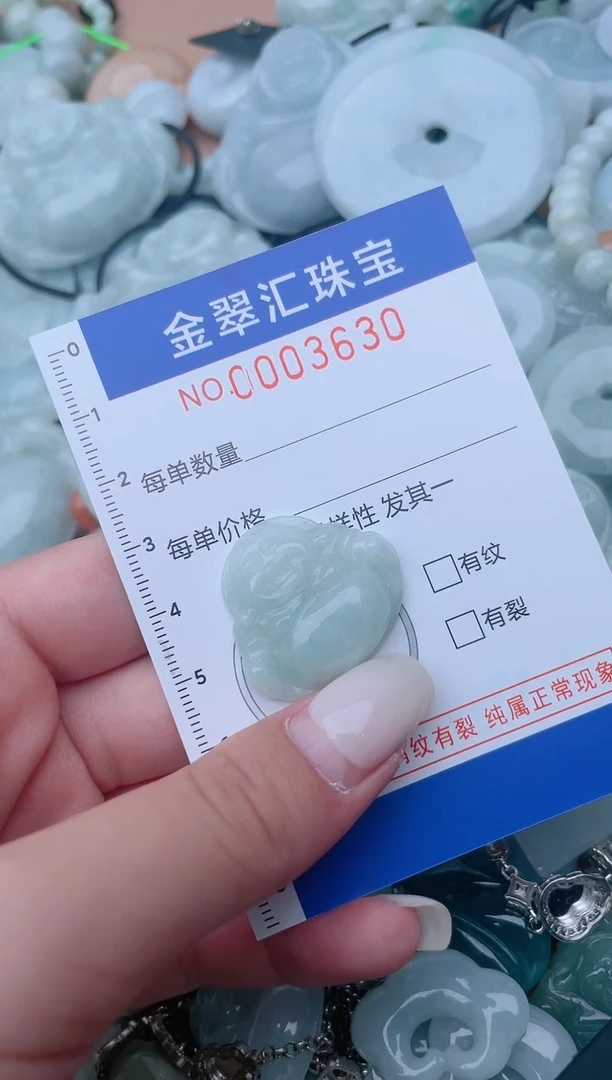 金翠汇珠宝
NO.0003630
0
1
2
3
4
5
每单数量
每单价格
样性 发其一
有纹
有裂
有纹有裂 纯属正常现象